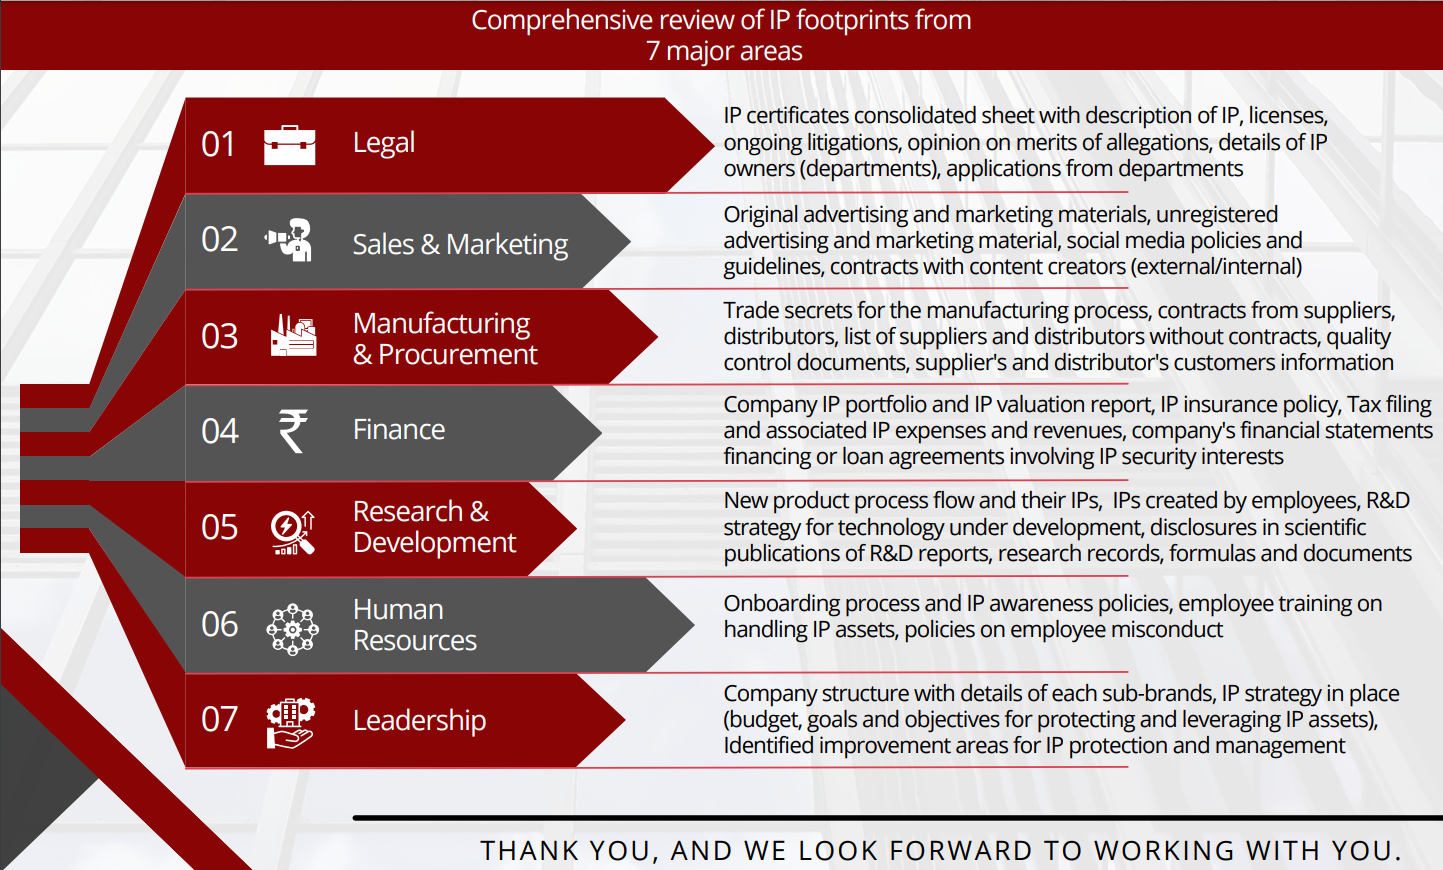 Comprehensive review of IP footprints from
7 major areas
01
Legal
IP certificates consolidated sheet with description of IP, licenses,
ongoing litigations, opinion on merits of allegations, details of IP
owners (departments), applications from departments
02
Sales & Marketing
Original advertising and marketing materials, unregistered
advertising and marketing material, social media policies and
guidelines, contracts with content creators (external/internal)
03
Manufacturing
& Procurement
Trade secrets for the manufacturing process, contracts from suppliers,
distributors, list of suppliers and distributors without contracts, quality
control documents, supplier's and distributor's customers information
04
₹
Finance
Company IP portfolio and IP valuation report, IP insurance policy, Tax filing
and associated IP expenses and revenues, company's financial statements
financing or loan agreements involving IP security interests
05
Research &
Development
New product process flow and their IPs,  IPs created by employees, R&D
strategy for technology under development, disclosures in scientific
publications of R&D reports, research records, formulas and documents
06
Human
Resources
Onboarding process and IP awareness policies, employee training on
handling IP assets, policies on employee misconduct
07
Leadership
Company structure with details of each sub-brands, IP strategy in place
(budget, goals and objectives for protecting and leveraging IP assets),
Identified improvement areas for IP protection and management
THANK YOU, AND WE LOOK FORWARD TO WORKING WITH YOU.